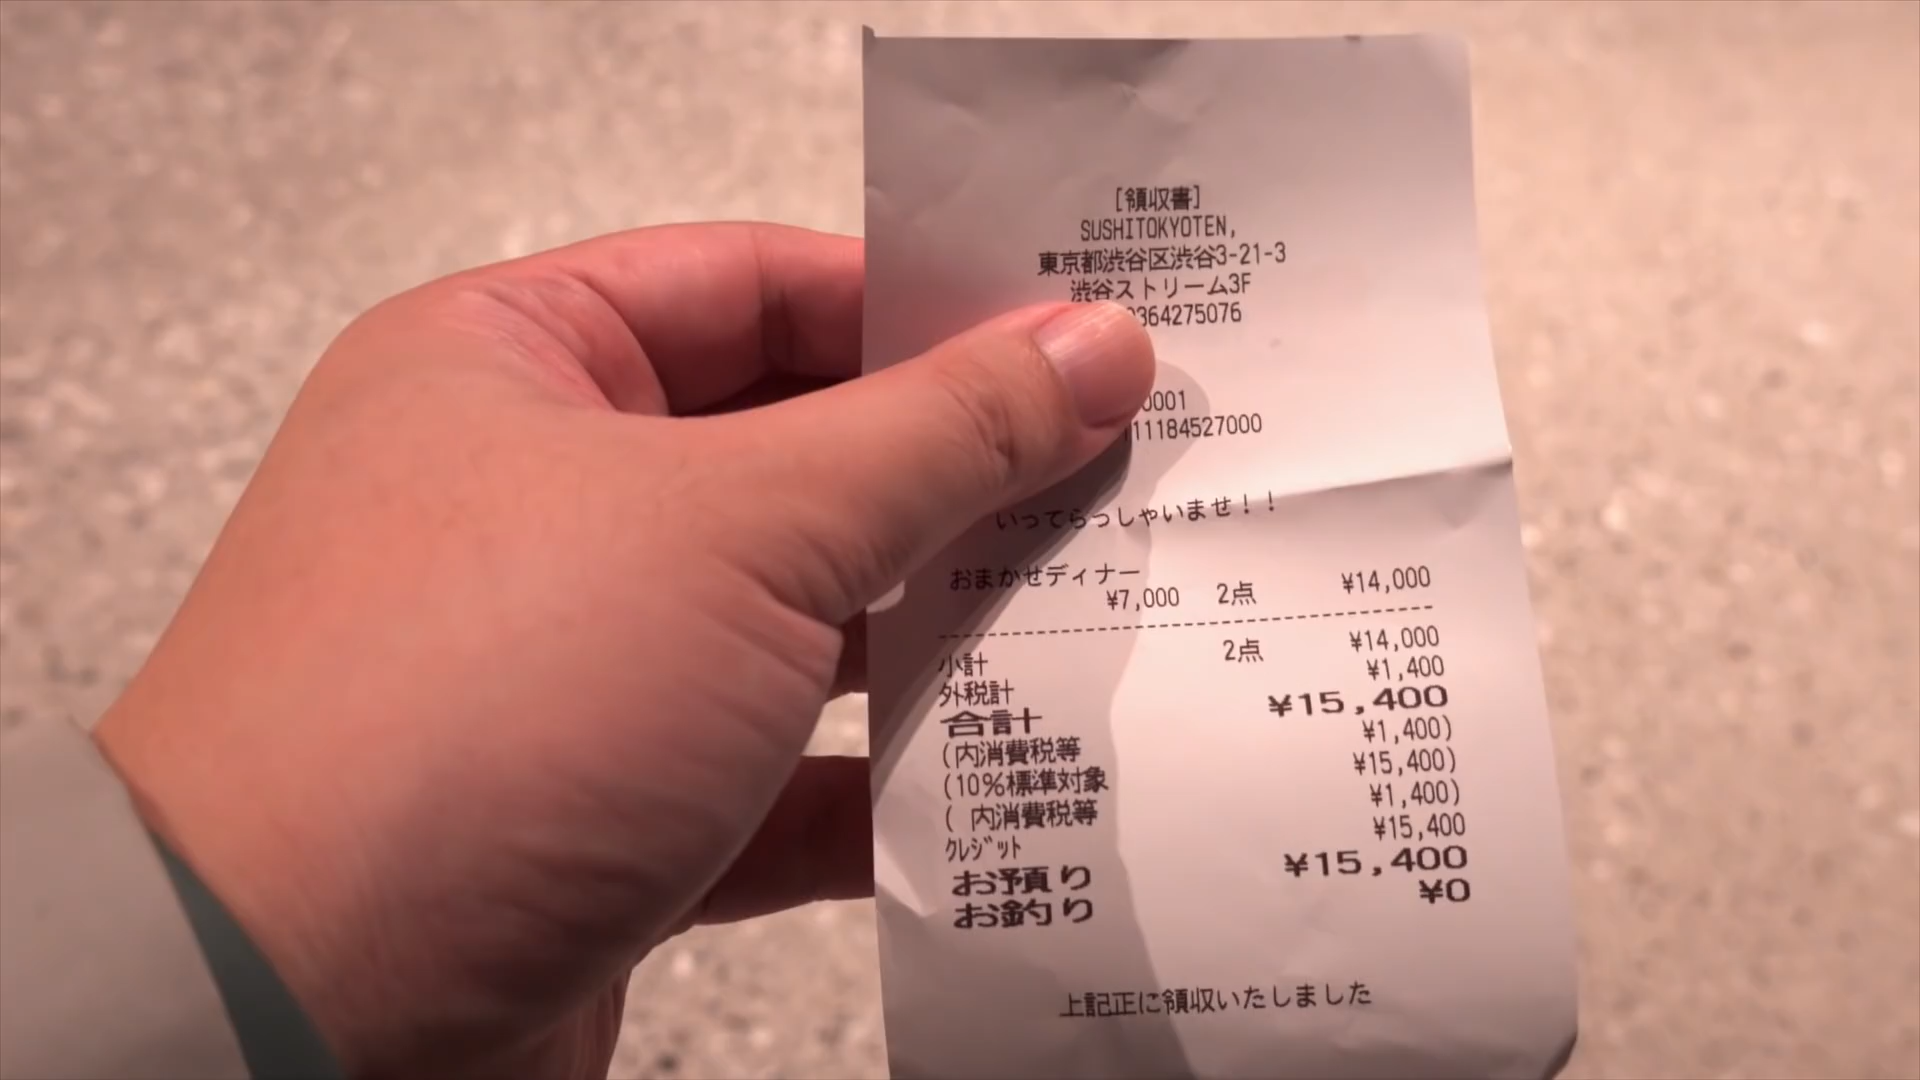 [領収書]
SUSHITOKYOTEN,
東京都渋谷区渋谷3-21-3
渋谷ストリーム3F
364275076
0001
11184527000
いってらっしゃいませ!!
おまかせディナー
¥7,000 2点 ¥14,000
小計 2点 ¥14,000
外税計 ¥1,400
合計 ¥15,400
(内消費税等 ¥1,400)
(10%標準対象 ¥15,400)
( 内消費税等 ¥1,400)
クレジット ¥15,400
お預り ¥15,400
お釣り ¥0
上記正に領収いたしました